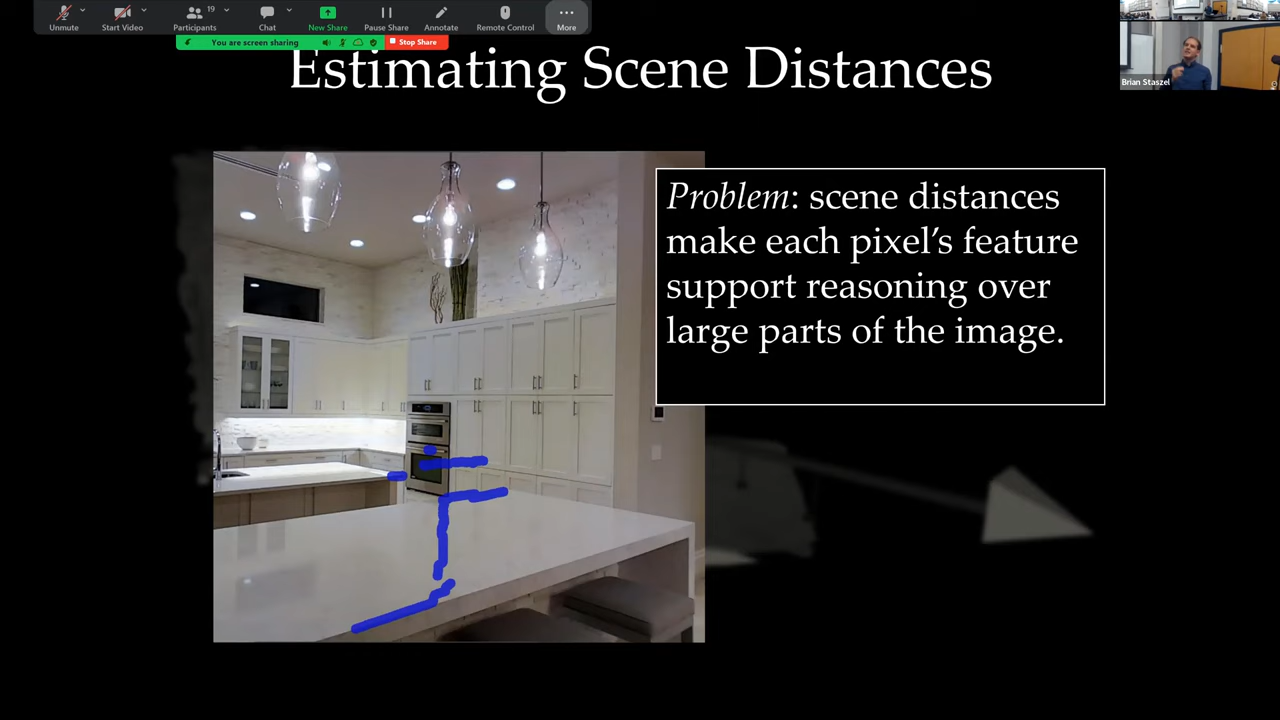 19
Unmute
Start Video
Participants
Chat
New Share
Pause Share
Annotate
Remote Control
More
You are screen sharing
Stop Share
Estimating Scene Distances
Brian Staszel
Problem: scene distances
make each pixel's feature
support reasoning over
large parts of the image.